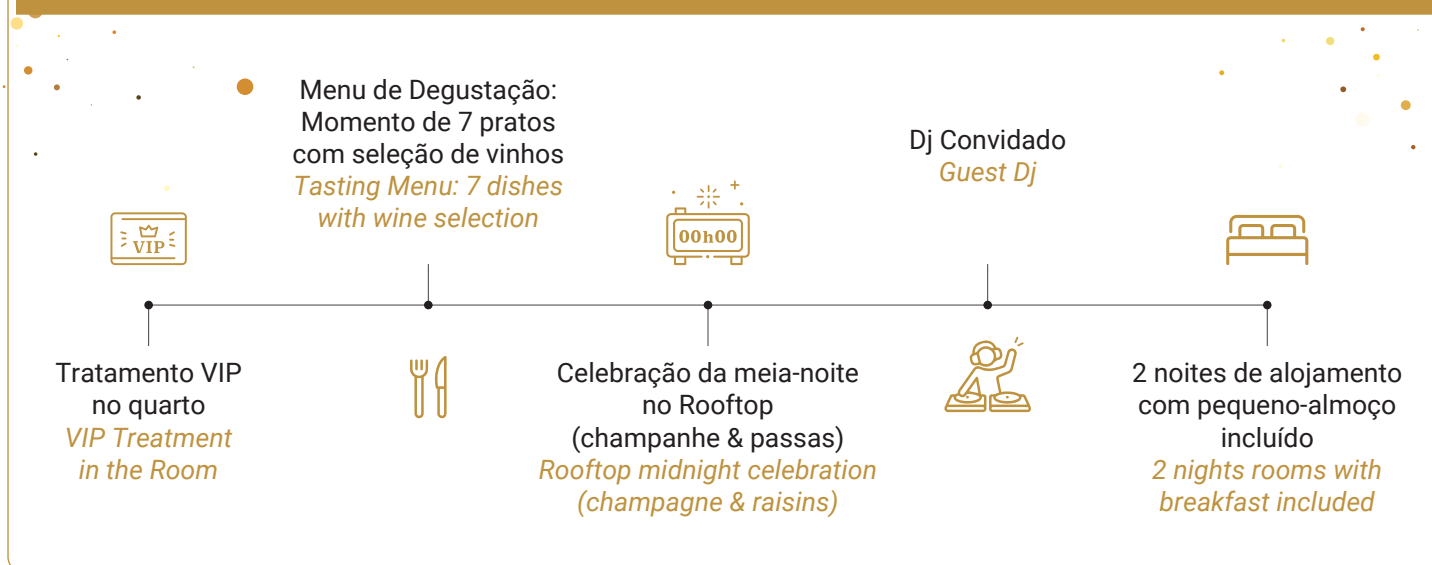 Menu de Degustação:
Momento de 7 pratos
com seleção de vinhos
Tasting Menu: 7 dishes
with wine selection
Dj Convidado
Guest Dj
VIP
00h00
Tratamento VIP
no quarto
VIP Treatment
in the Room
Celebração da meia-noite
no Rooftop
(champanhe & passas)
Rooftop midnight celebration
(champagne & raisins)
2 noites de alojamento
com pequeno-almoço
incluído
2 nights rooms with
breakfast included